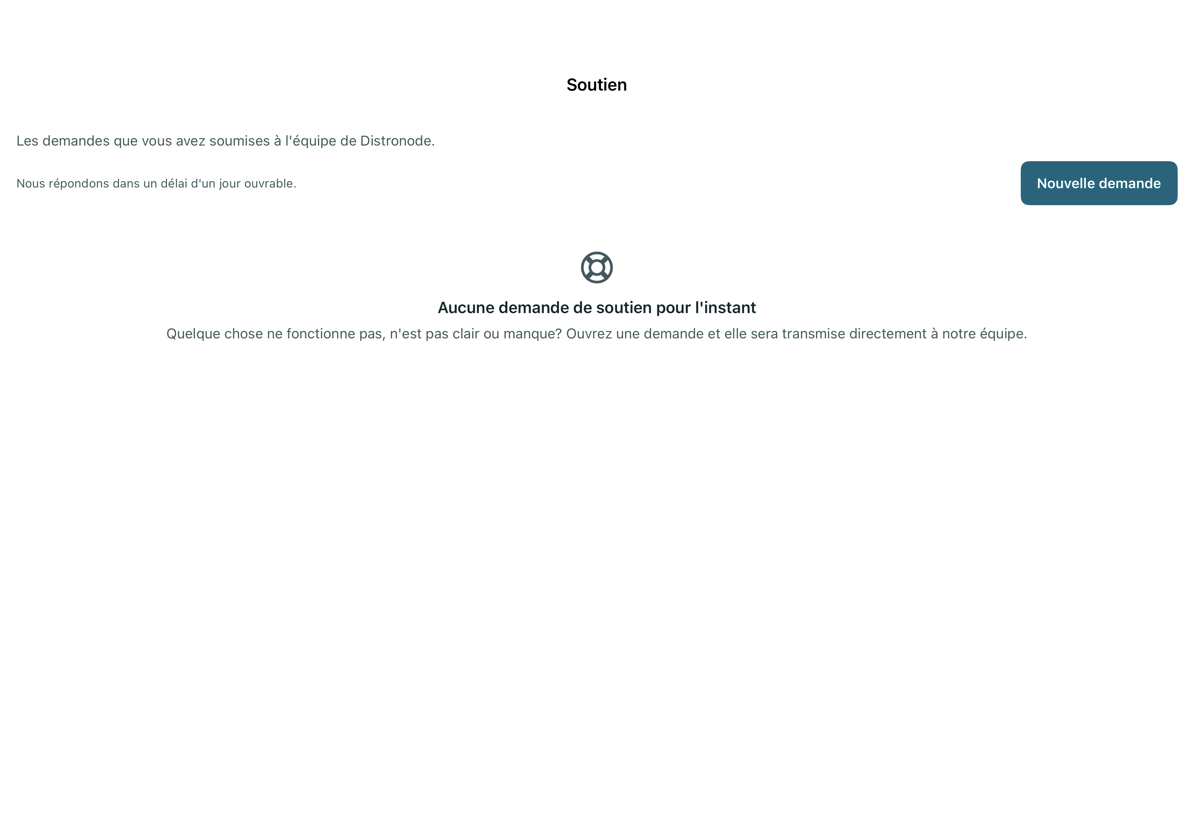 Soutien
Les demandes que vous avez soumises à l'équipe de Distronode.
Nous répondons dans un délai d'un jour ouvrable.
Nouvelle demande
Aucune demande de soutien pour l'instant
Quelque chose ne fonctionne pas, n'est pas clair ou manque? Ouvrez une demande et elle sera transmise directement à notre équipe.